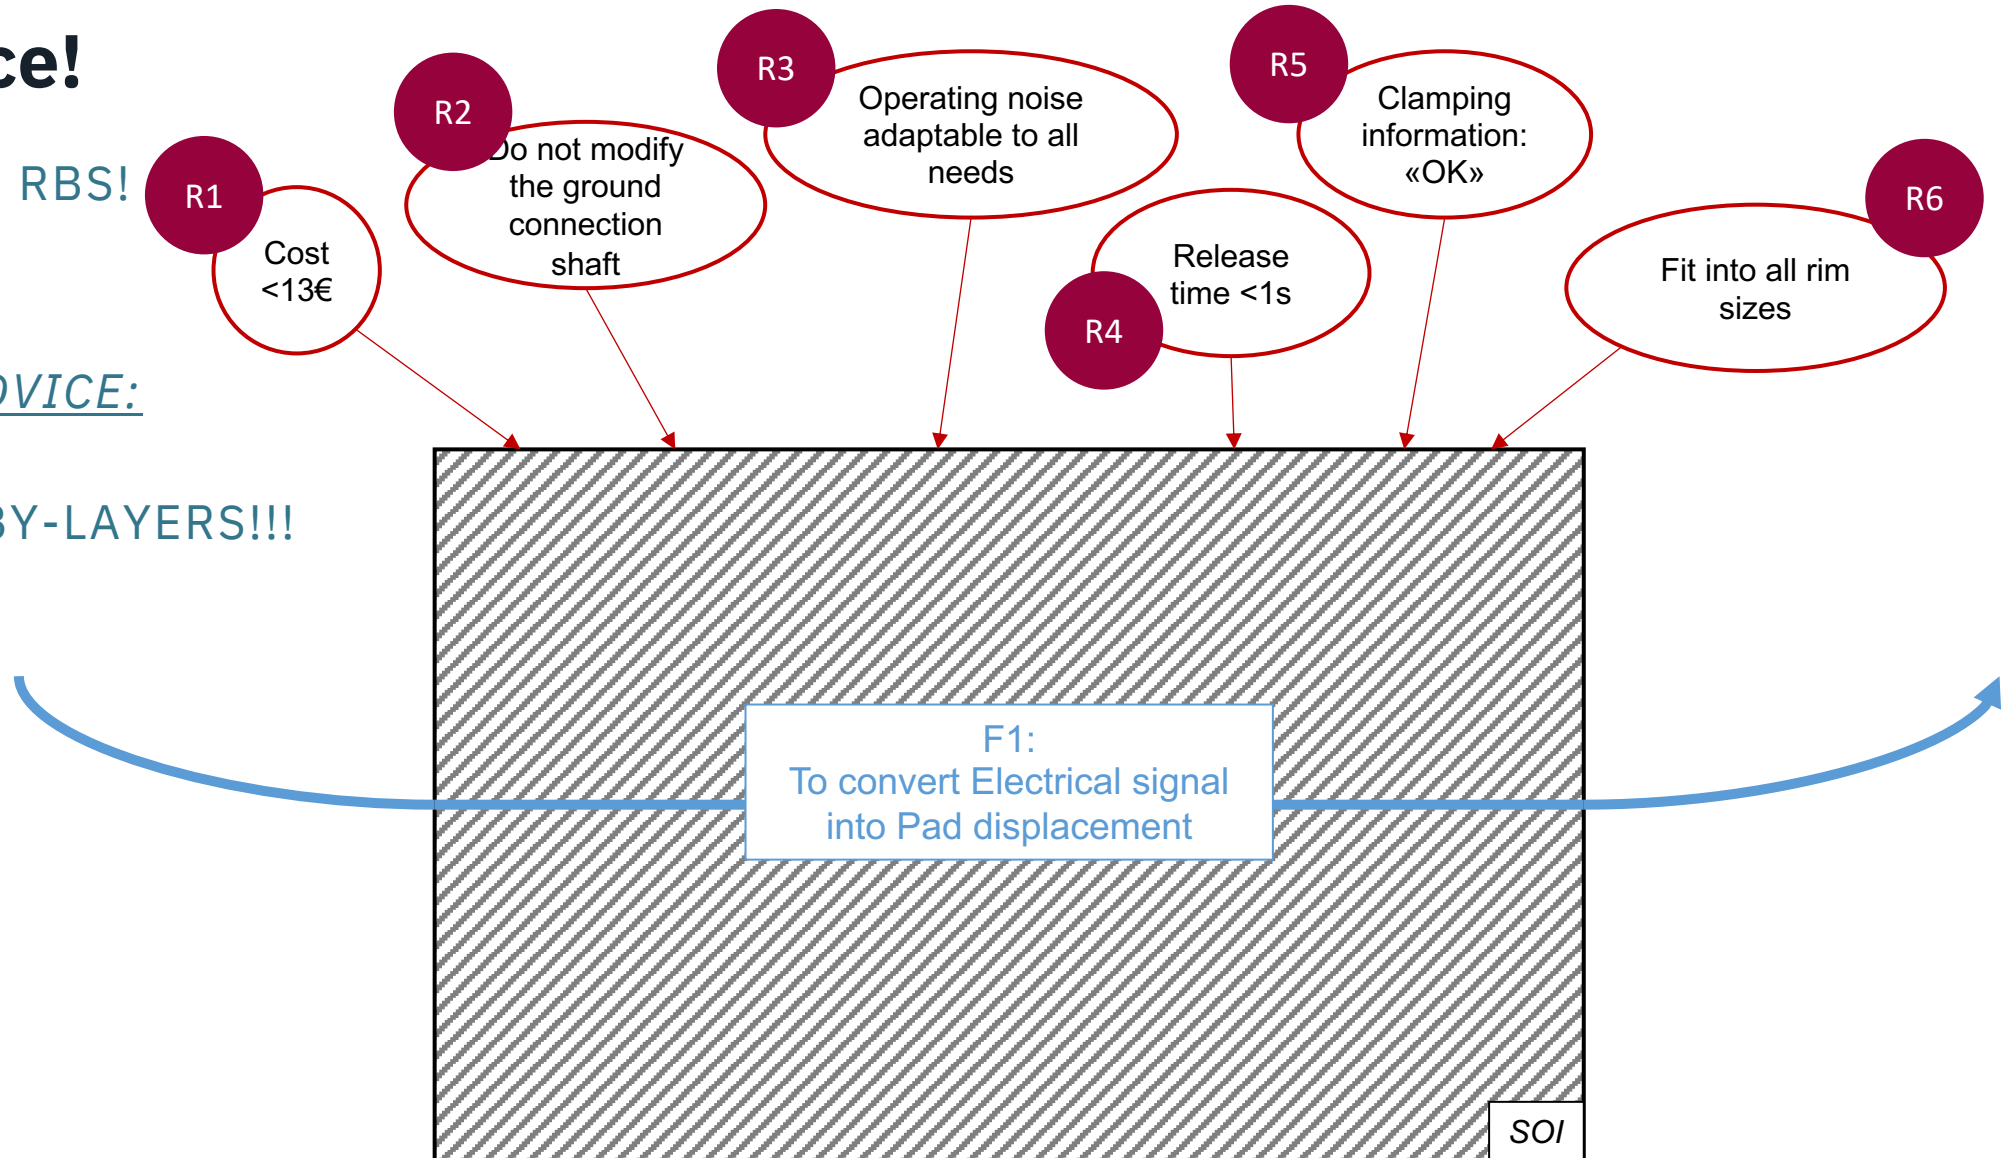 ce!
RBS!
DVICE:
BY-LAYERS!!!
R1
Cost
<13€
R2
Do not modify
the ground
connection
shaft
R3
Operating noise
adaptable to all
needs
R4
Release
time <1s
R5
Clamping
information:
«OK»
R6
Fit into all rim
sizes
F1:
To convert Electrical signal
into Pad displacement
SOI